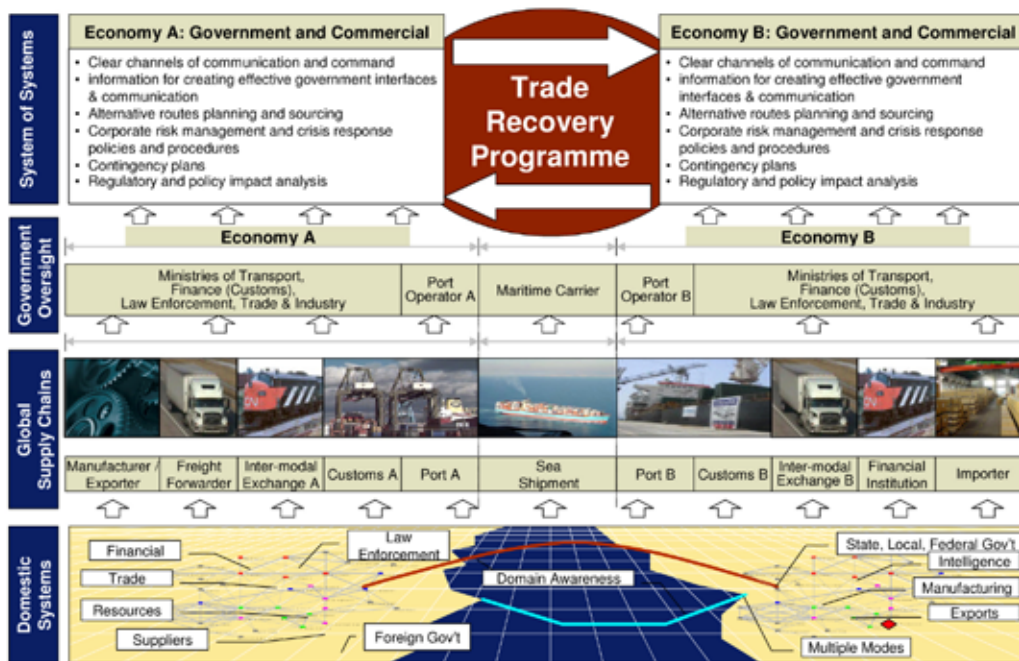 System of Systems
Economy A: Government and Commercial
• Clear channels of communication and command
• information for creating effective government interfaces
& communication
• Alternative routes planning and sourcing
• Corporate risk management and crisis response
policies and procedures
• Contingency plans
• Regulatory and policy impact analysis
Trade
Recovery
Programme
Economy B: Government and Commercial
• Clear channels of communication and command
• information for creating effective government
interfaces & communication
• Alternative routes planning and sourcing
• Corporate risk management and crisis response
policies and procedures
• Contingency plans
• Regulatory and policy impact analysis
Government
Oversight
Economy A
Economy B
Ministries of Transport,
Finance (Customs),
Law Enforcement, Trade & Industry
Port
Operator A
Maritime Carrier
Port
Operator B
Ministries of Transport,
Finance (Customs),
Law Enforcement, Trade & Industry
Global
Supply Chains
Manufacturer /
Exporter
Freight
Forwarder
Inter-modal
Exchange A
Customs A
Port A
Sea
Shipment
Port B
Customs B
Inter-modal
Exchange B
Financial
Institution
Importer
Domestic
Systems
Financial
Trade
Resources
Suppliers
Law
Enforcement
Foreign Gov't
Domain Awareness
State, Local, Federal Gov't
Intelligence
Manufacturing
Exports
Multiple Modes